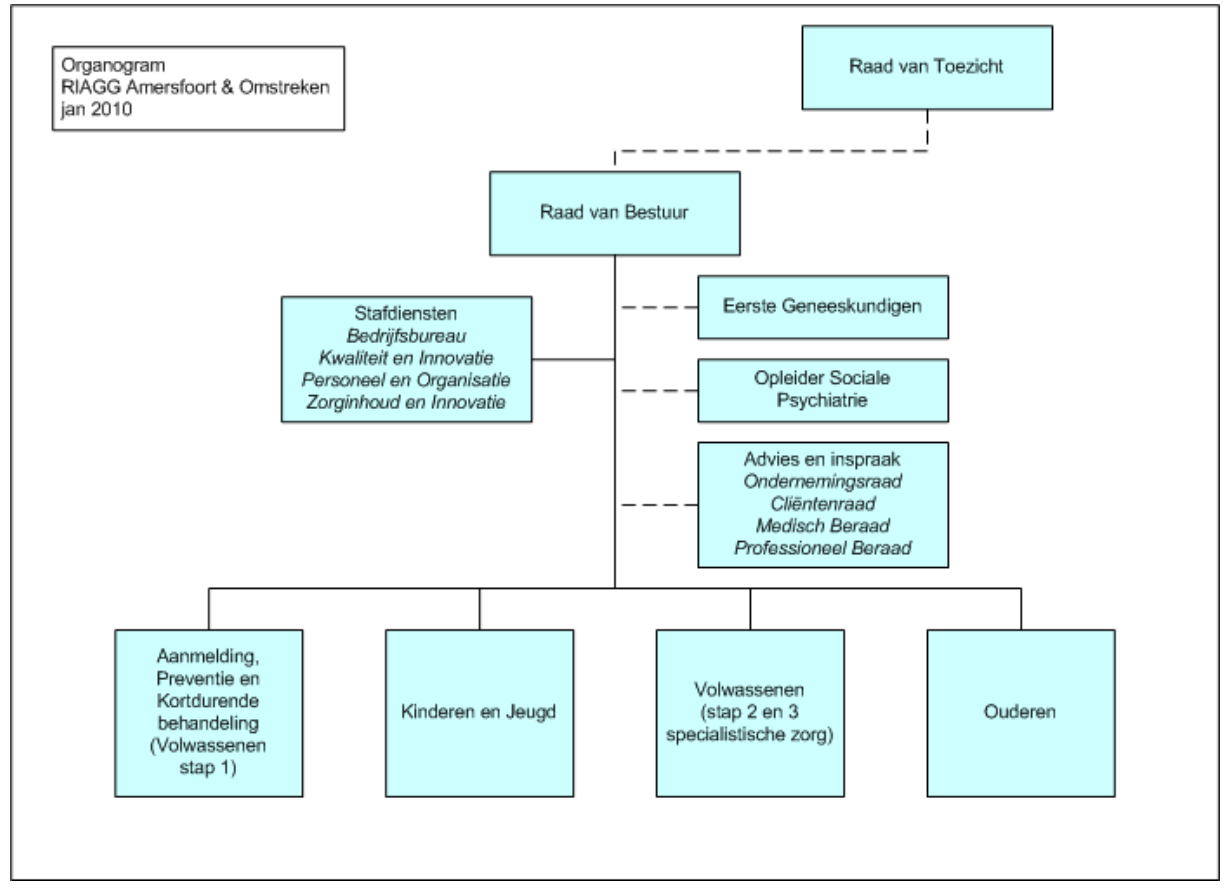 Organogram
RIAGG Amersfoort & Omstreken
jan 2010
Raad van Toezicht
Raad van Bestuur
Stafdiensten
Bedrijfsbureau
Kwaliteit en Innovatie
Personeel en Organisatie
Zorginhoud en Innovatie
Eerste Geneeskundigen
Opleider Sociale
Psychiatrie
Advies en inspraak
Ondernemingsraad
Cliëntenraad
Medisch Beraad
Professioneel Beraad
Aanmelding,
Preventie en
Kortdurende
behandeling
(Volwassenen
stap 1)
Kinderen en Jeugd
Volwassenen
(stap 2 en 3
specialistische zorg)
Ouderen